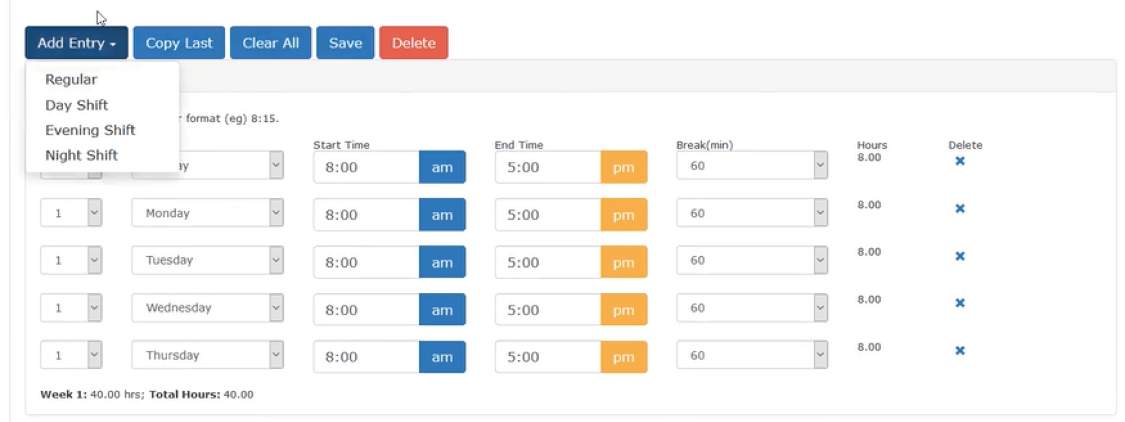 Add Entry Copy Last Clear All Save Delete
Regular
Day Shift
Evening Shift
Night Shift
format (eg) 8:15.
Start Time End Time Break(min) Hours Delete
8:00 am 5:00 pm 60 8.00
1 Monday 8:00 am 5:00 pm 60 8.00
1 Tuesday 8:00 am 5:00 pm 60 8.00
1 Wednesday 8:00 am 5:00 pm 60 8.00
1 Thursday 8:00 am 5:00 pm 60 8.00
Week 1: 40.00 hrs; Total Hours: 40.00